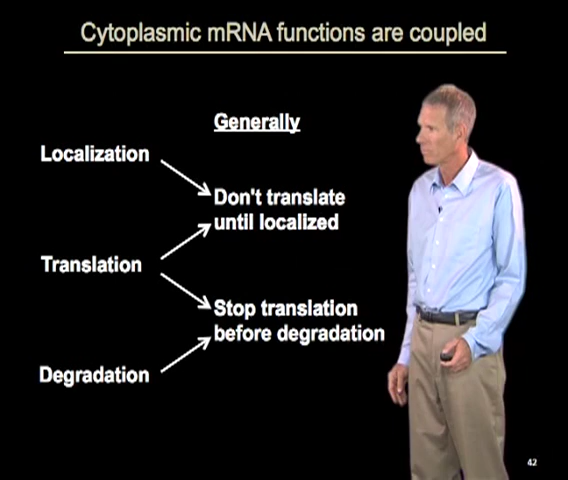 Cytoplasmic mRNA functions are coupled
Generally
Localization
Don't translate
until localized
Translation
Stop translation
before degradation
Degradation
42